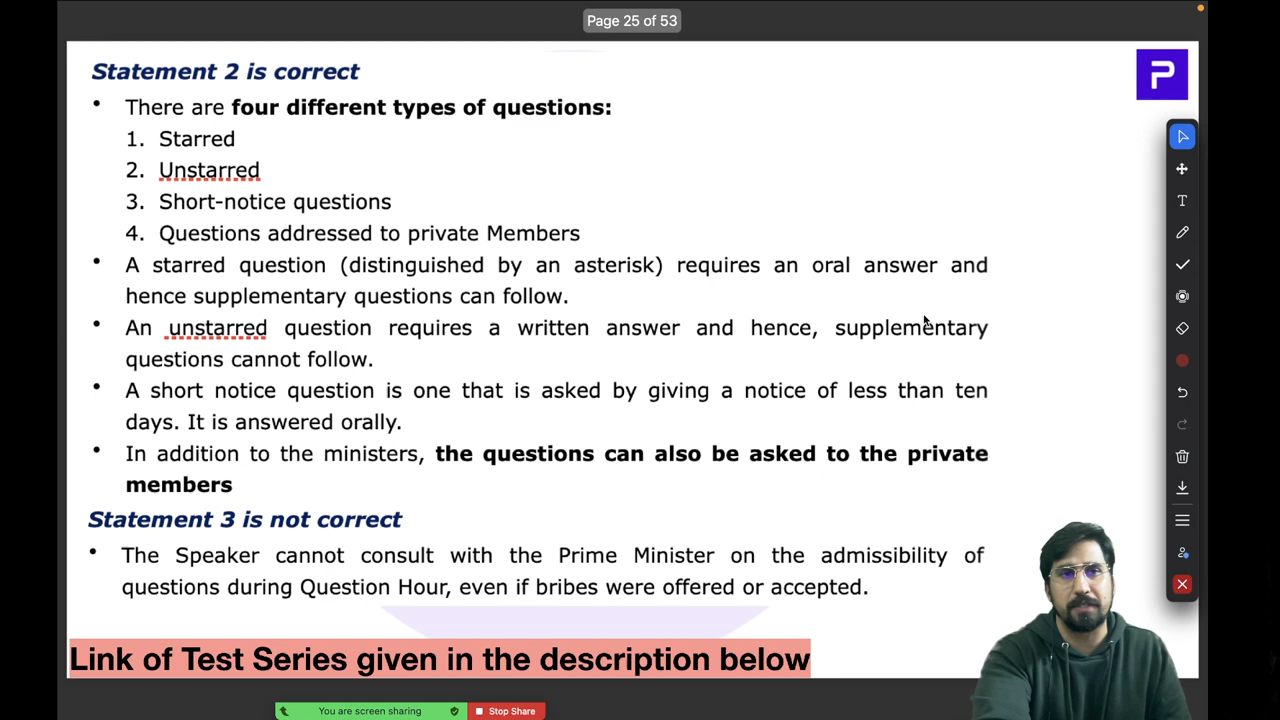 Page 25 of 53
Statement 2 is correct
P
• There are four different types of questions:
1. Starred
2. Unstarred
3. Short-notice questions
4. Questions addressed to private Members
• A starred question (distinguished by an asterisk) requires an oral answer and
hence supplementary questions can follow.
• An unstarred question requires a written answer and hence, supplementary
questions cannot follow.
• A short notice question is one that is asked by giving a notice of less than ten
days. It is answered orally.
• In addition to the ministers, the questions can also be asked to the private
members
Statement 3 is not correct
• The Speaker cannot consult with the Prime Minister on the admissibility of
questions during Question Hour, even if bribes were offered or accepted.
Link of Test Series given in the description below
You are screen sharing
Stop Share
T